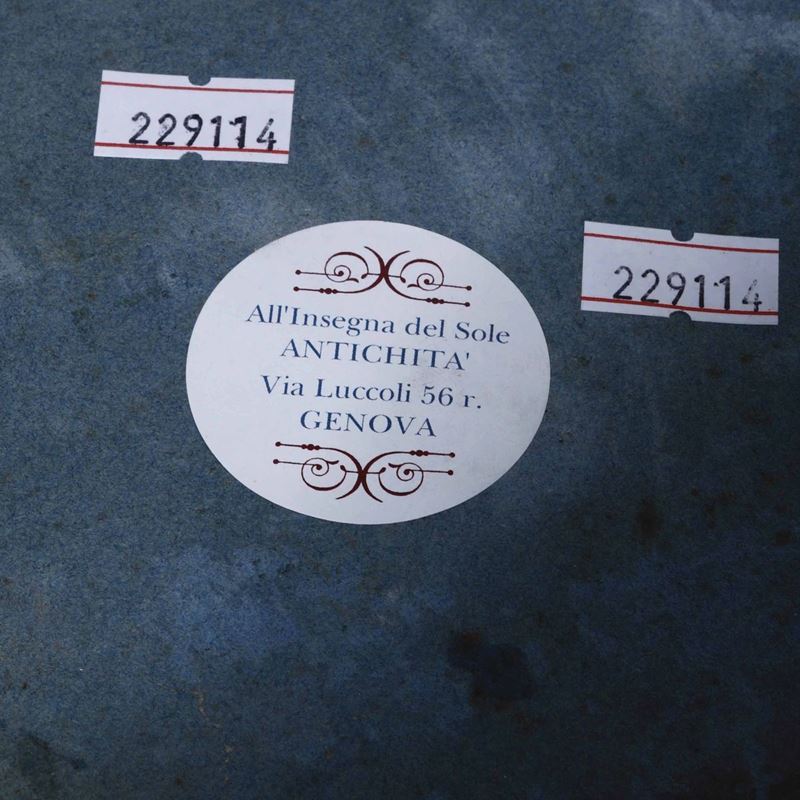 229114
229114
All'Insegna del Sole
ANTICHITA'
Via Luccoli 56 r.
GENOVA